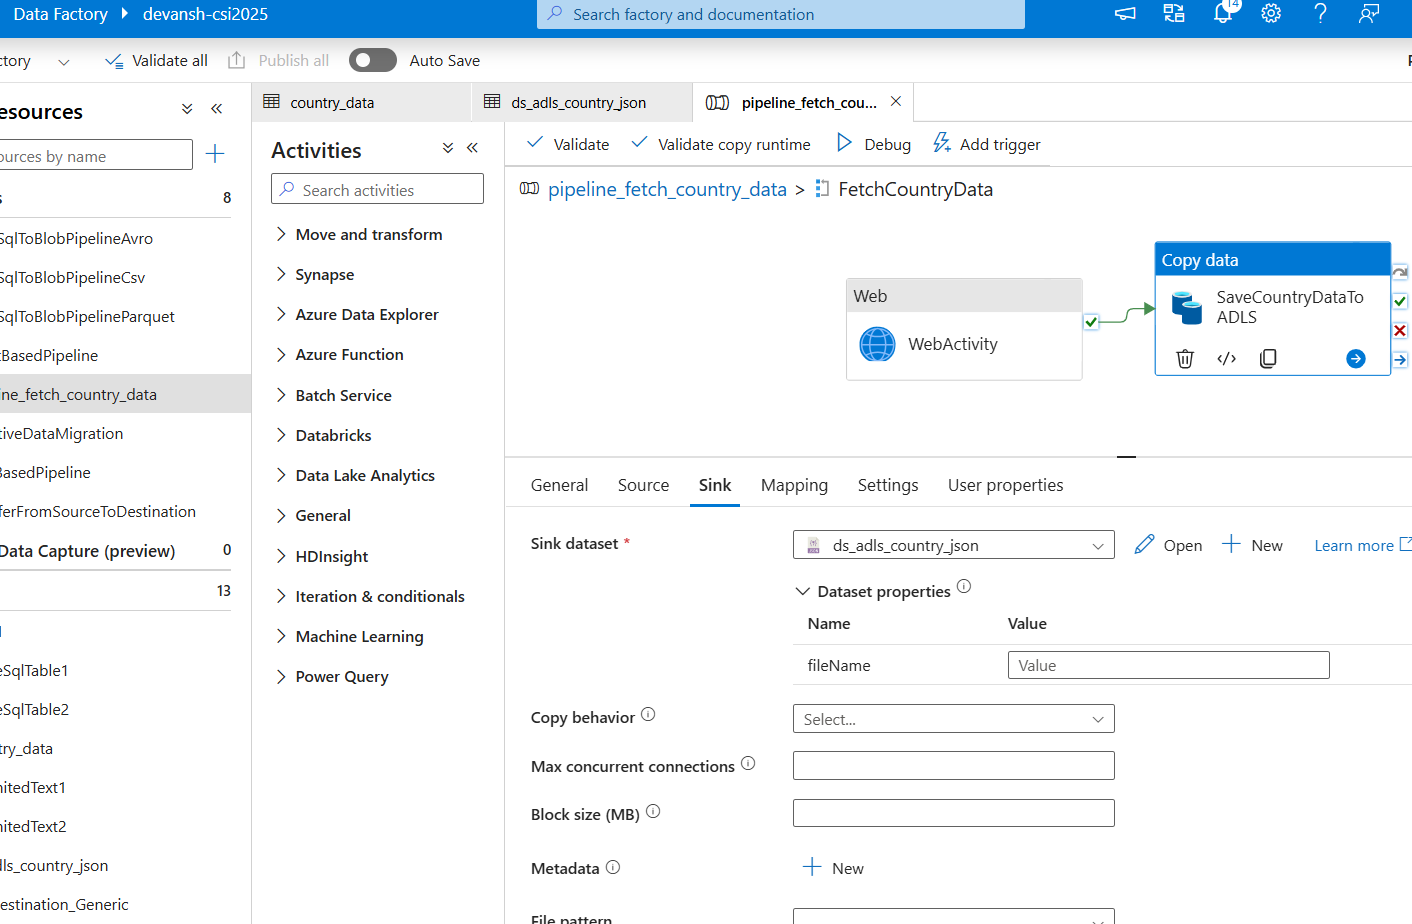 Data Factory
devansh-csi2025
Search factory and documentation
14
ctory
Validate all
Publish all
Auto Save
esources
ources by name
s 8
SqlToBlobPipelineAvro
SqlToBlobPipelineCsv
SqlToBlobPipelineParquet
tBasedPipeline
ine_fetch_country_data
tiveDataMigration
BasedPipeline
ferFromSourceToDestination
Data Capture (preview) 0
13
eSqlTable1
eSqlTable2
try_data
mitedText1
mitedText2
dls_country_json
estination_Generic
country_data
ds_adls_country_json
pipeline_fetch_cou...
Activities
Search activities
Move and transform
Synapse
Azure Data Explorer
Azure Function
Batch Service
Databricks
Data Lake Analytics
General
HDInsight
Iteration & conditionals
Machine Learning
Power Query
Validate
Validate copy runtime
Debug
Add trigger
pipeline_fetch_country_data > FetchCountryData
Web
WebActivity
Copy data
SaveCountryDataTo
ADLS
General
Source
Sink
Mapping
Settings
User properties
Sink dataset *
ds_adls_country_json
Open
New
Learn more
Dataset properties
Name Value
fileName Value
Copy behavior
Select...
Max concurrent connections
Block size (MB)
Metadata
New
File pattern